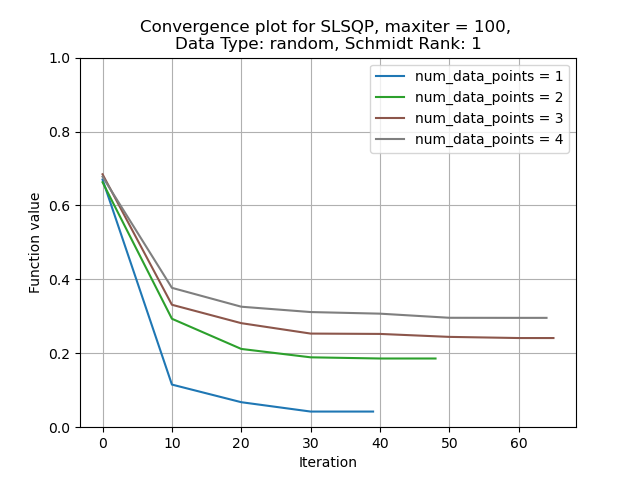 Convergence plot for SLSQP, maxiter = 100,
Data Type: random, Schmidt Rank: 1
num_data_points = 1
num_data_points = 2
num_data_points = 3
num_data_points = 4
Function value
1.0
0.8
0.6
0.4
0.2
0.0
0 10 20 30 40 50 60
Iteration